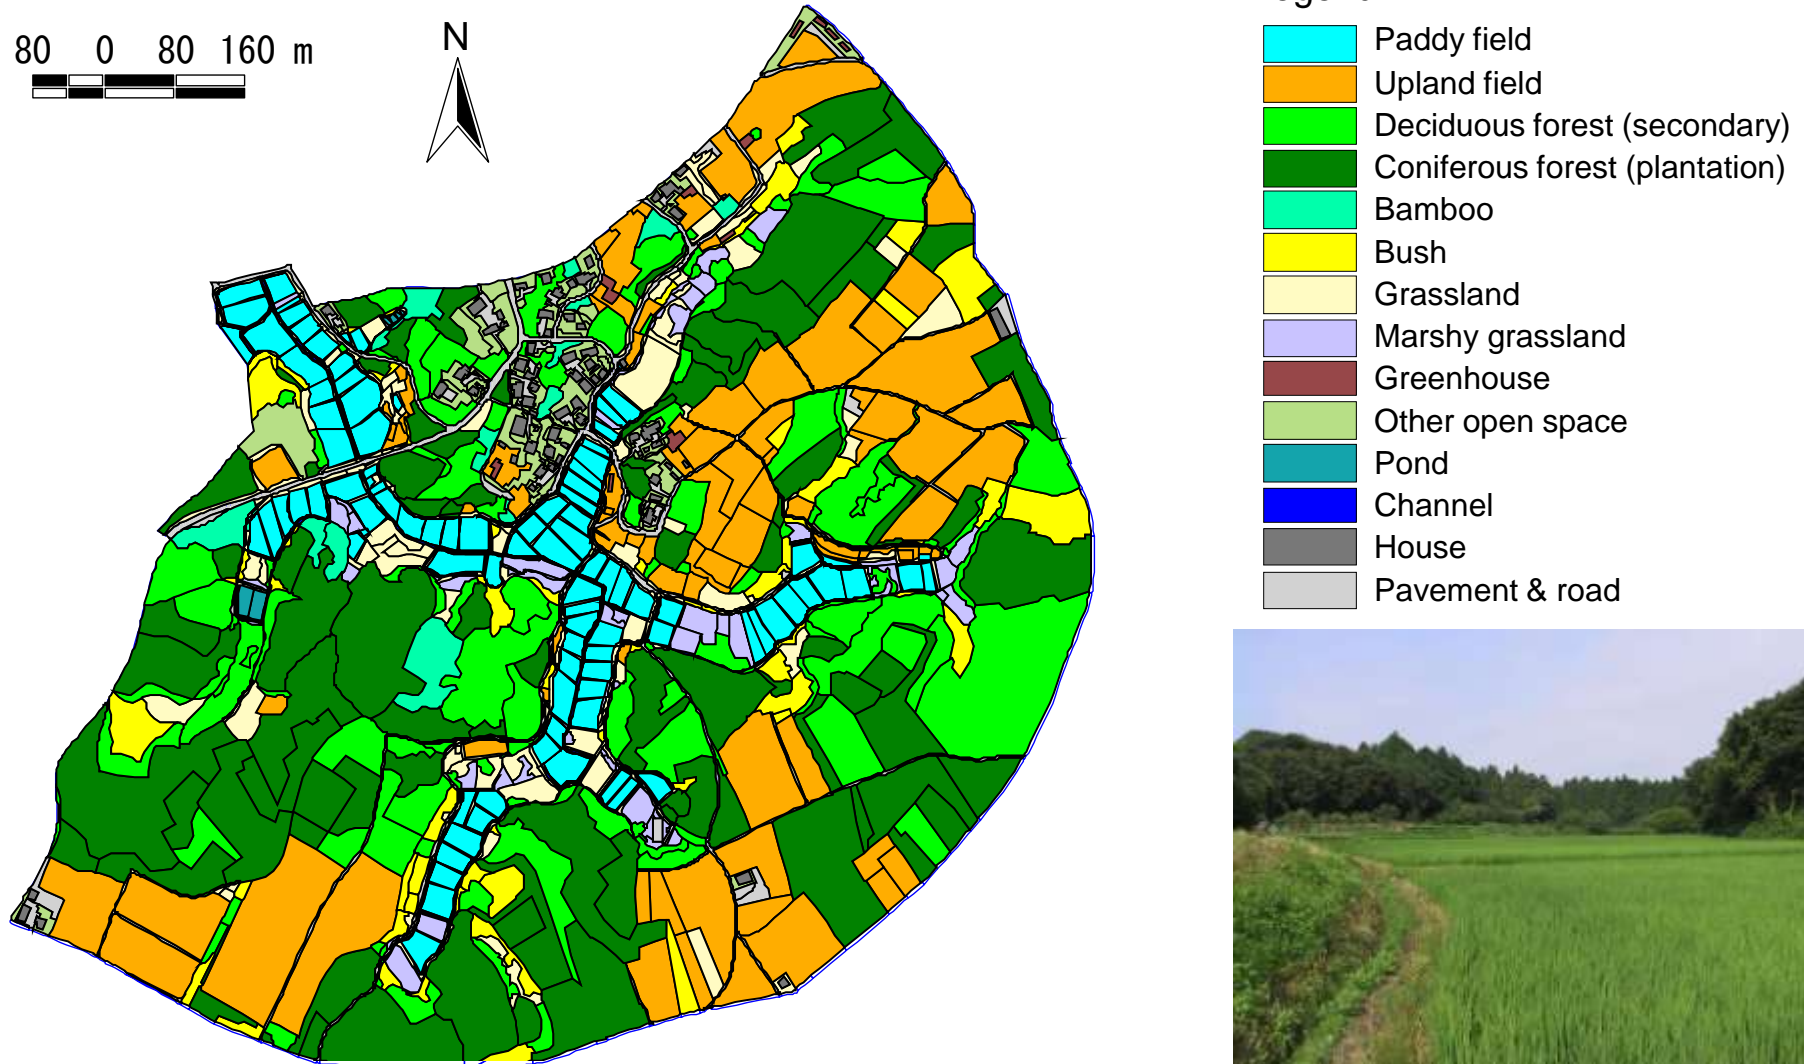 80 0 80 160 m
N
Paddy field
Upland field
Deciduous forest (secondary)
Coniferous forest (plantation)
Bamboo
Bush
Grassland
Marshy grassland
Greenhouse
Other open space
Pond
Channel
House
Pavement & road